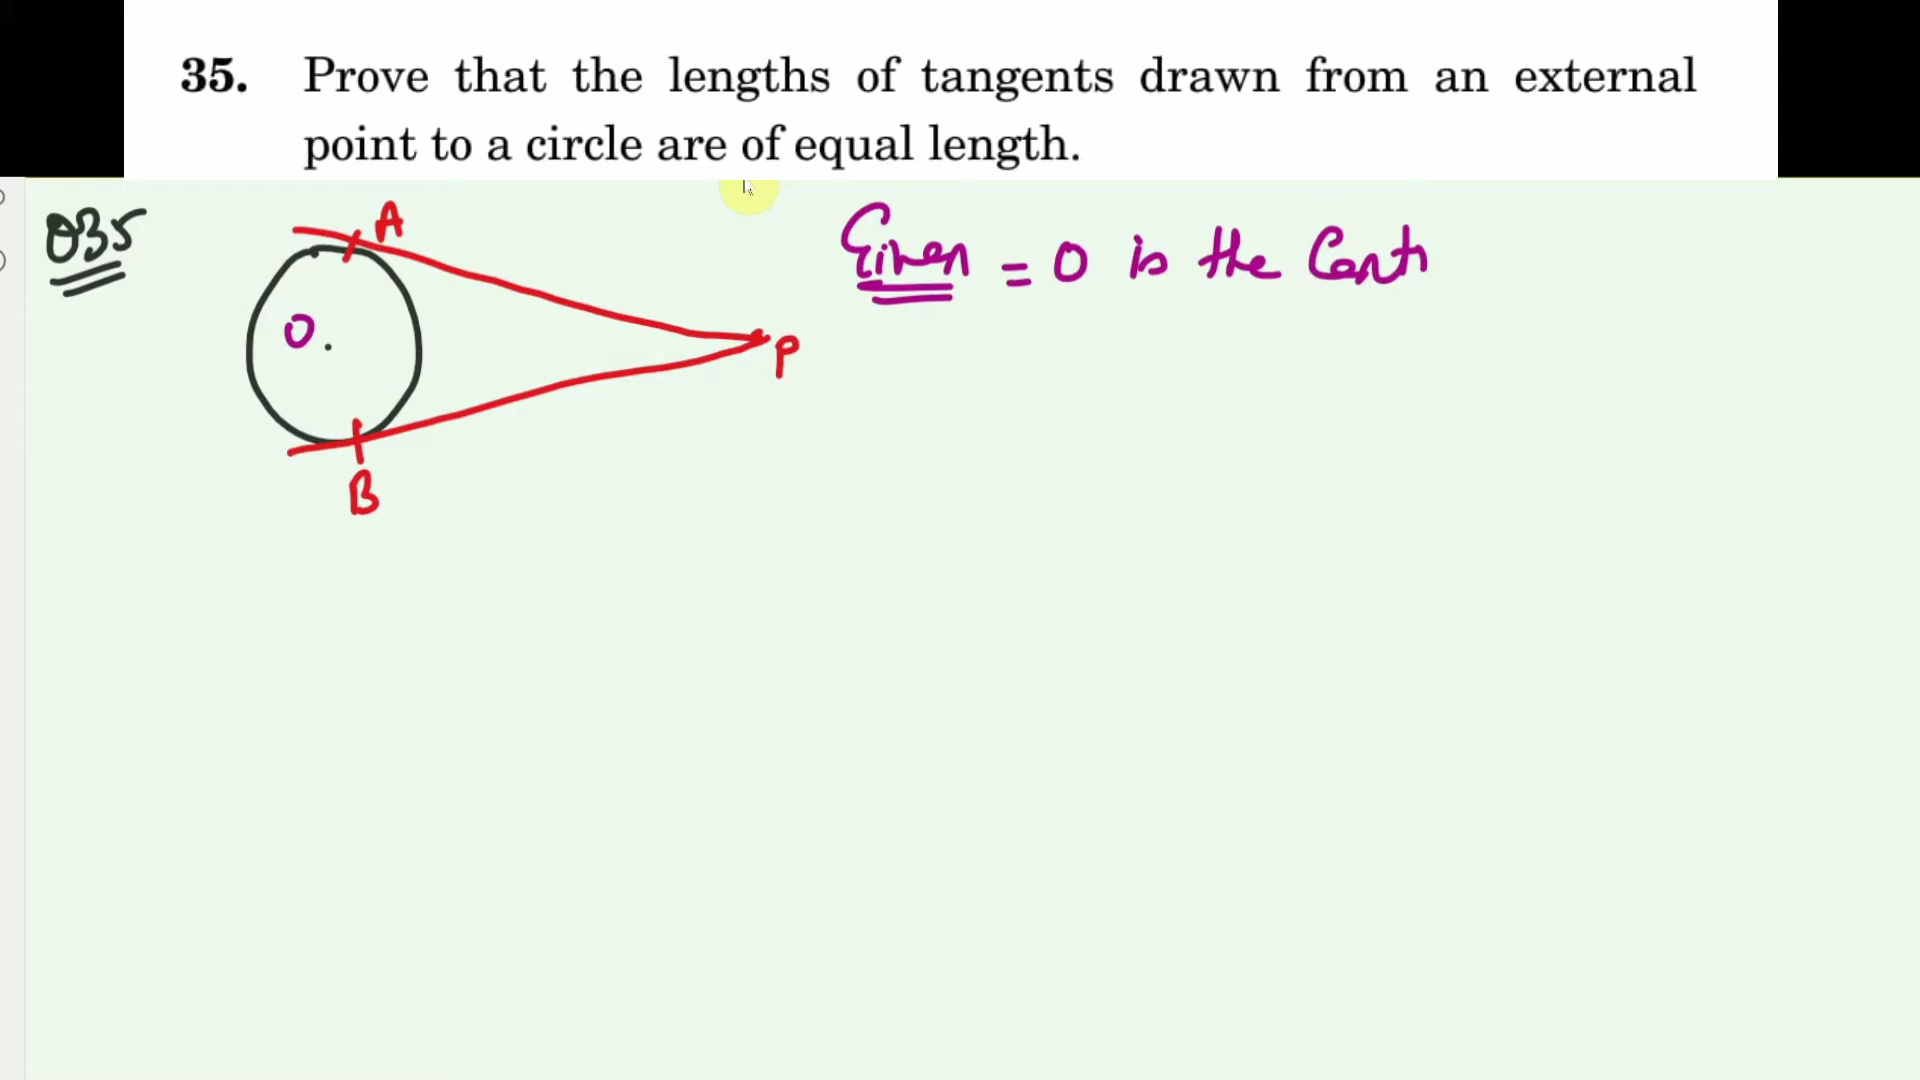 35. Prove that the lengths of tangents drawn from an external
point to a circle are of equal length.
Q35
A
Given = O is the Cent
O
P
B